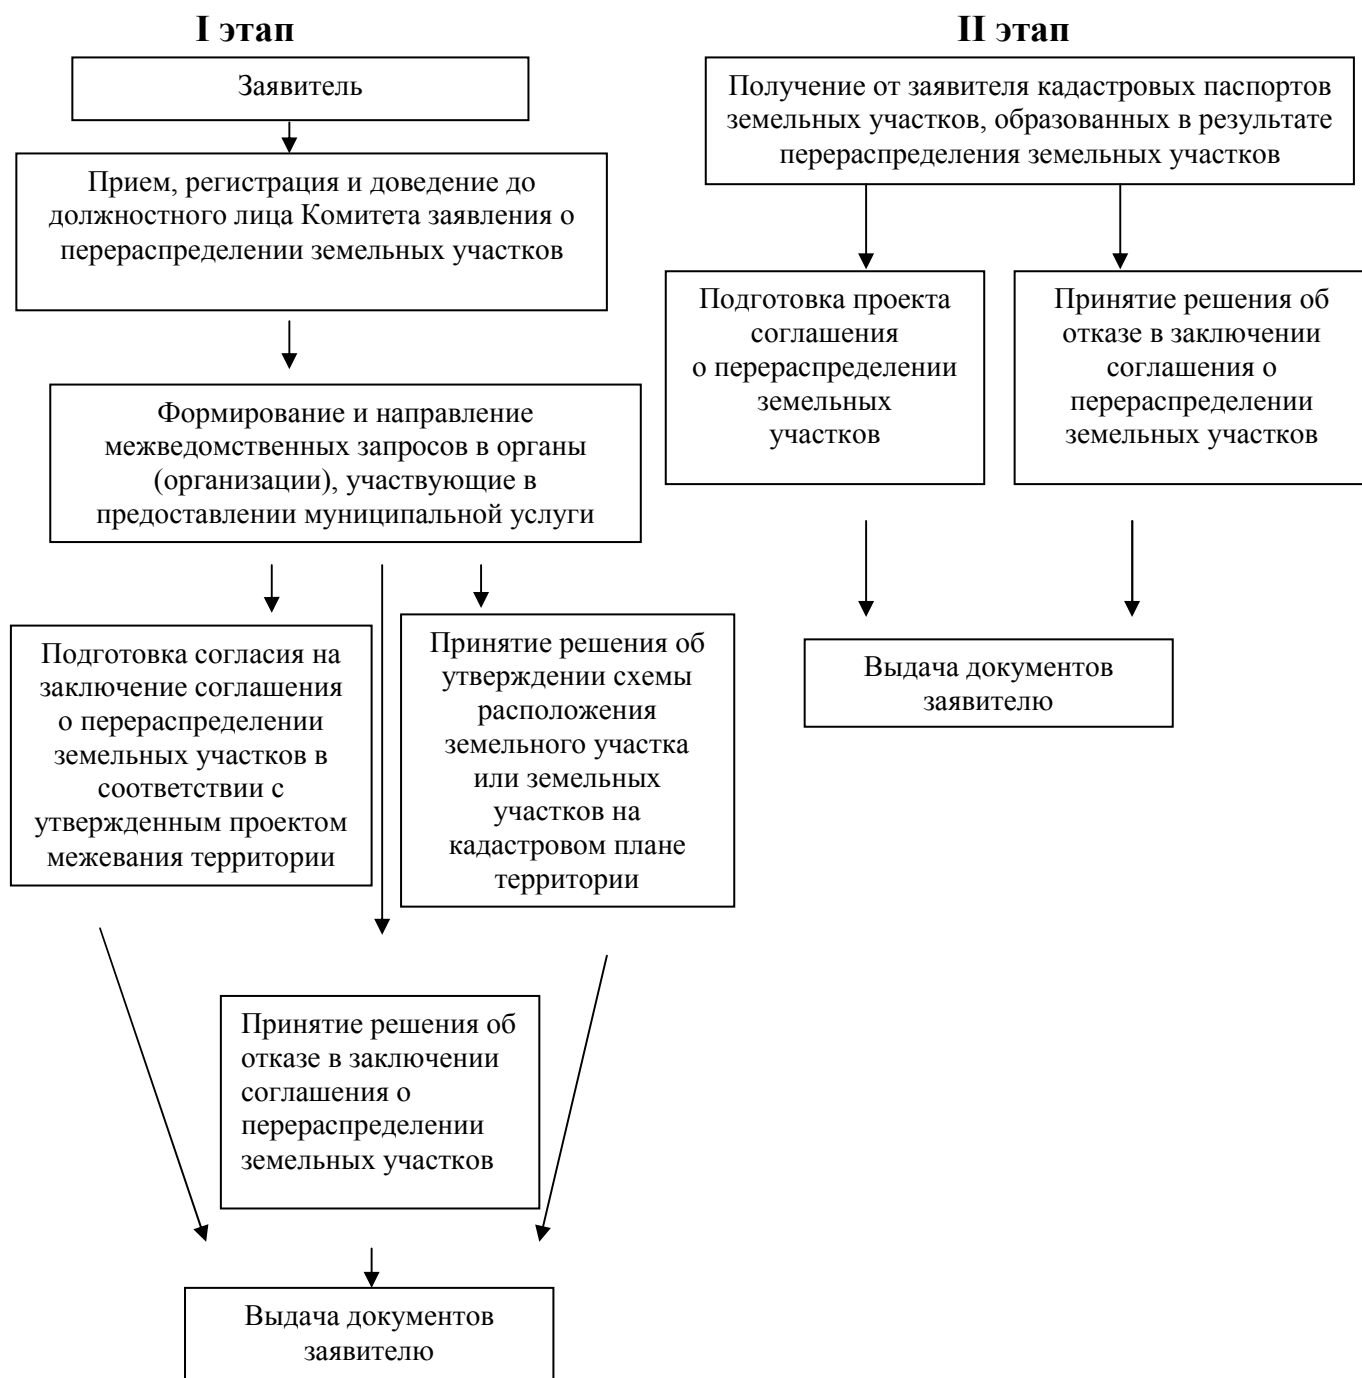 I этап
Заявитель
Прием, регистрация и доведение до
должностного лица Комитета заявления о
перераспределении земельных участков
Формирование и направление
межведомственных запросов в органы
(организации), участвующие в
предоставлении муниципальной услуги
Подготовка согласия на
заключение соглашения
о перераспределении
земельных участков в
соответствии с
утвержденным проектом
межевания территории
Принятие решения об
утверждении схемы
расположения
земельного участка
или земельных
участков на
кадастровом плане
территории
Принятие решения об
отказе в заключении
соглашения о
перераспределении
земельных участков
Выдача документов
заявителю
II этап
Получение от заявителя кадастровых паспортов
земельных участков, образованных в результате
перераспределения земельных участков
Подготовка проекта
соглашения
о перераспределении
земельных
участков
Принятие решения об
отказе в заключении
соглашения о
перераспределении
земельных участков
Выдача документов
заявителю